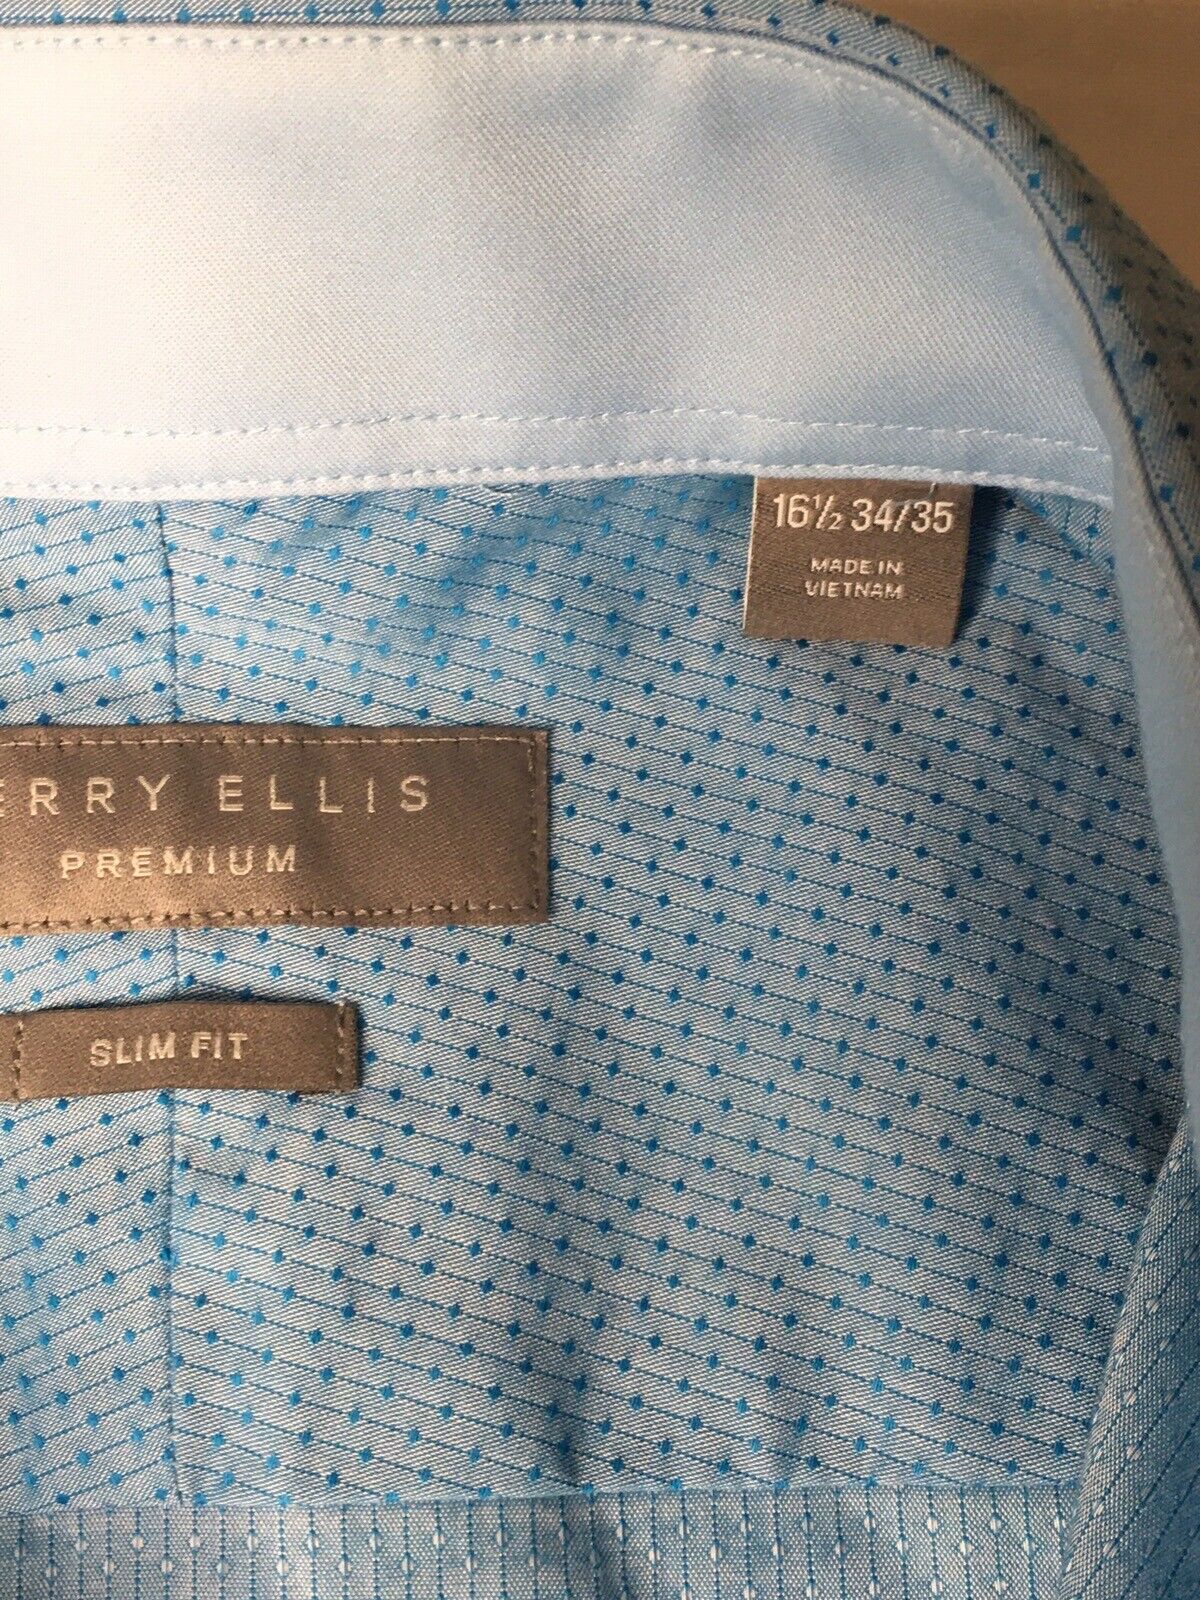 16½ 34/35
MADE IN
VIETNAM
ERRY ELLIS
PREMIUM
SLIM FIT